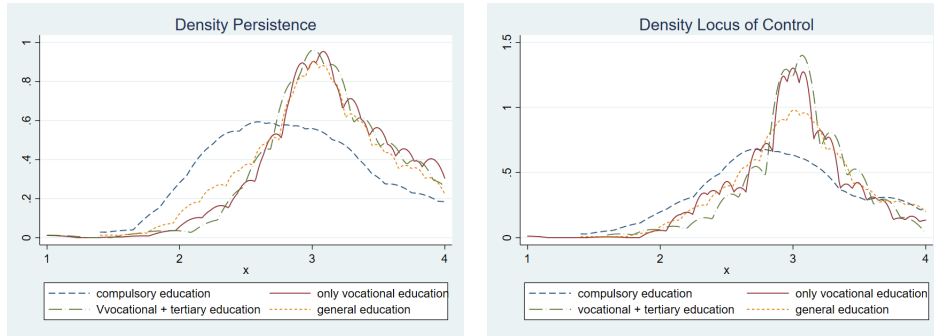 Density Persistence
1
.8
.6
.4
.2
0
1 2 3 4
x
compulsory education only vocational education
Vvocational + tertiary education general education
Density Locus of Control
1.5
1
.5
0
1 2 3 4
x
compulsory education only vocational education
vocational + tertiary education general education